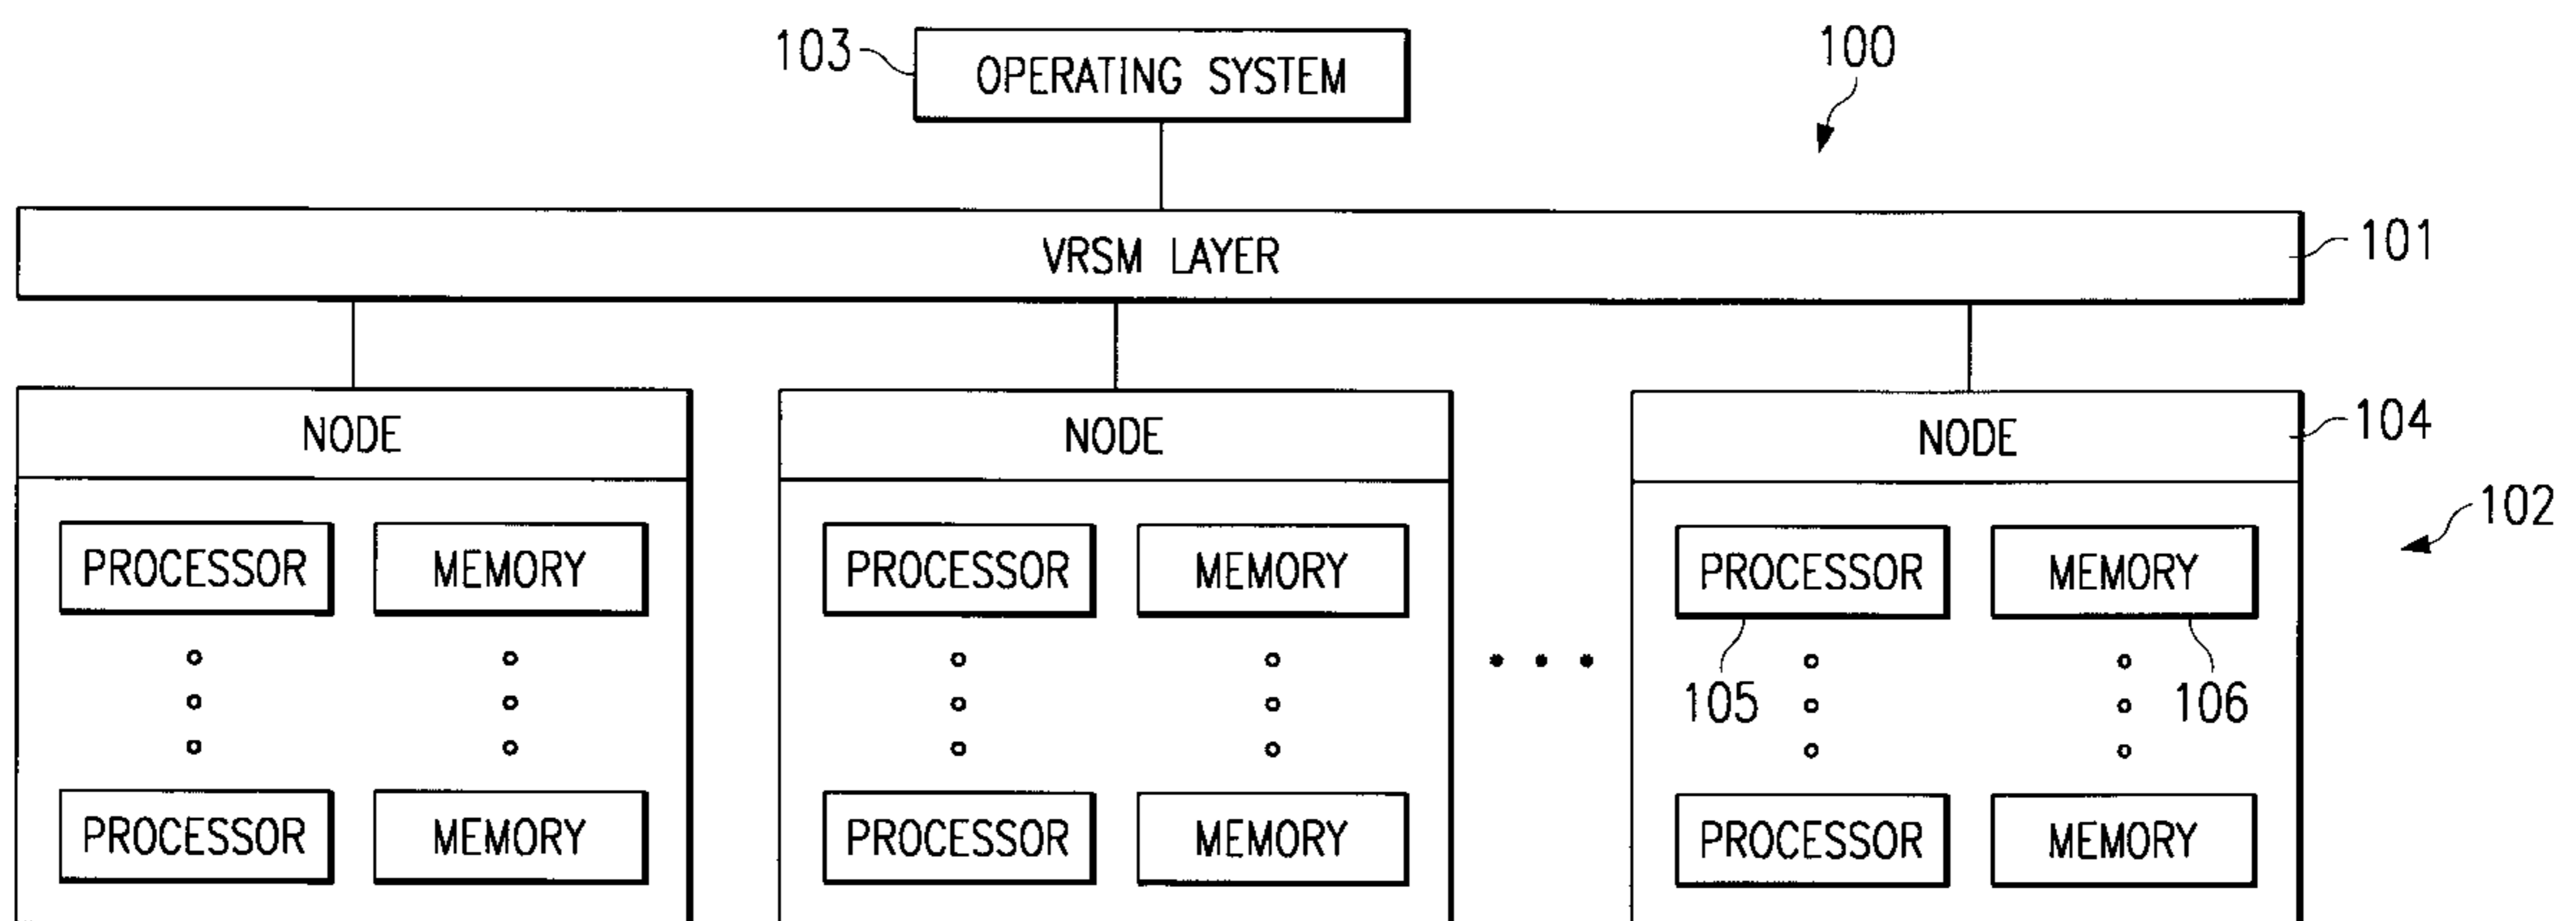 103
OPERATING SYSTEM
100
VRSM LAYER
101
NODE
NODE
NODE
104
102
PROCESSOR
MEMORY
PROCESSOR
MEMORY
PROCESSOR
MEMORY
105
106
PROCESSOR
MEMORY
PROCESSOR
MEMORY
PROCESSOR
MEMORY